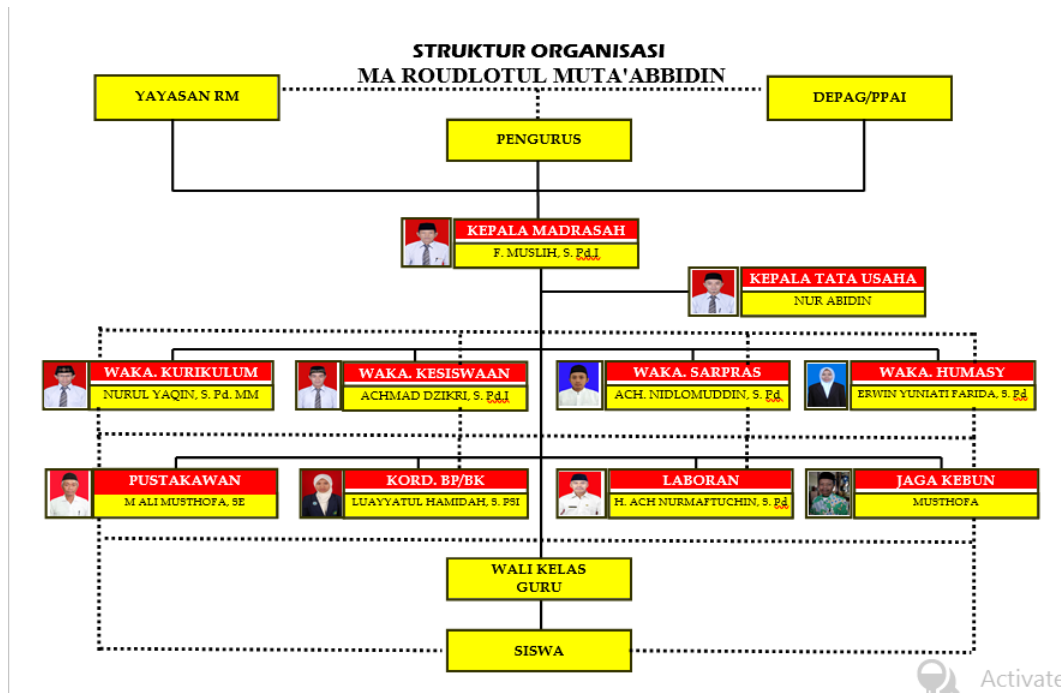 STRUKTUR ORGANISASI
MA ROUDLOTUL MUTA'ABBIDIN
YAYASAN RM
DEPAG/PPAI
PENGURUS
KEPALA MADRASAH
F. MUSLIH, S. Pd.I
KEPALA TATA USAHA
NUR ABIDIN
WAKA. KURIKULUM
NURUL YAQIN, S. Pd. MM
WAKA. KESISWAAN
ACHMAD DZIKRI, S. Pd.I
WAKA. SARPRAS
ACH. NIDLOMUDDIN, S. Pd
WAKA. HUMASY
ERWIN YUNIATI FARIDA, S. Pd
PUSTAKAWAN
M ALI MUSTHOFA, SE
KORD. BP/BK
LUAYYATUL HAMIDAH, S. PSI
LABORAN
H. ACH NURMAFTUCHIN, S. Pd
JAGA KEBUN
MUSTHOFA
WALI KELAS
GURU
SISWA
Activate